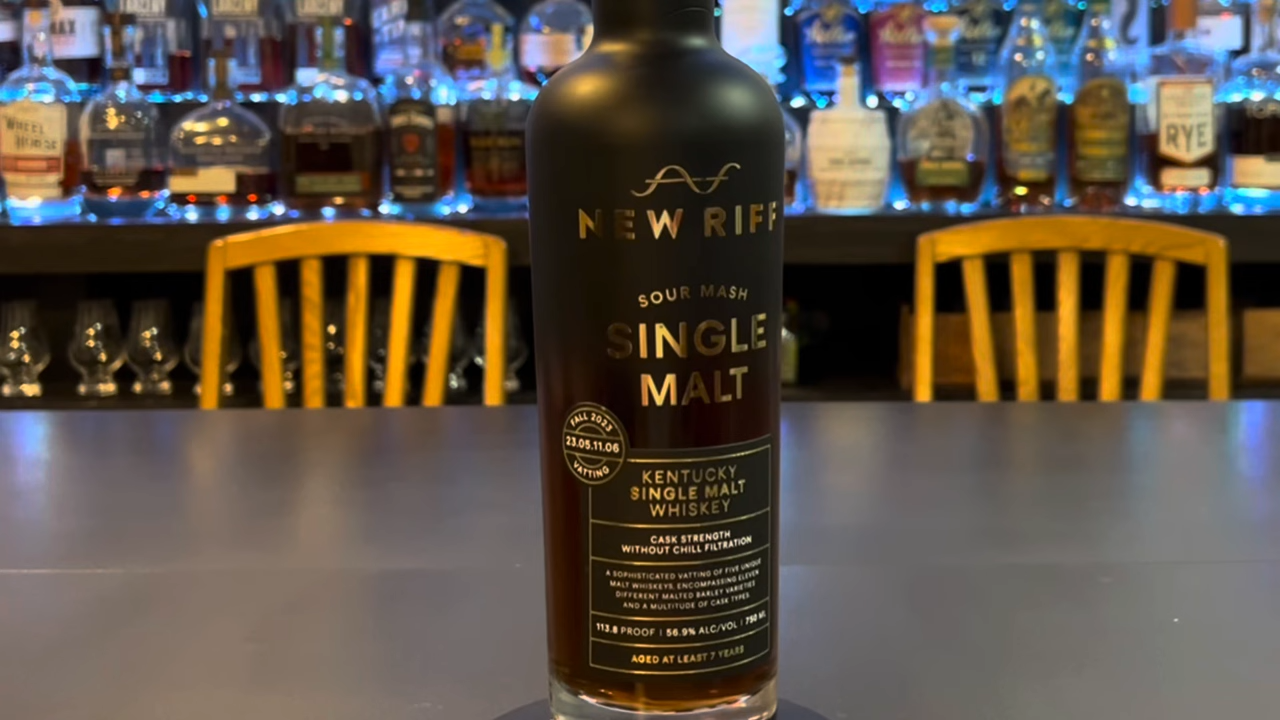 WHEEL
HORSE
RYE
NEW RIFF
SOUR MASH
SINGLE
MALT
FALL 2023
23.05.11.06
VATTING
KENTUCKY
SINGLE MALT
WHISKEY
CASK STRENGTH
WITHOUT CHILL FILTRATION
A SOPHISTICATED VATTING OF FIVE UNIQUE
MALT WHISKEYS, ENCOMPASSING ELEVEN
DIFFERENT MALTED BARLEY VARIETIES
AND A MULTITUDE OF CASK TYPES
113.8 PROOF | 56.9% ALC/VOL | 750 ML
AGED AT LEAST 7 YEARS